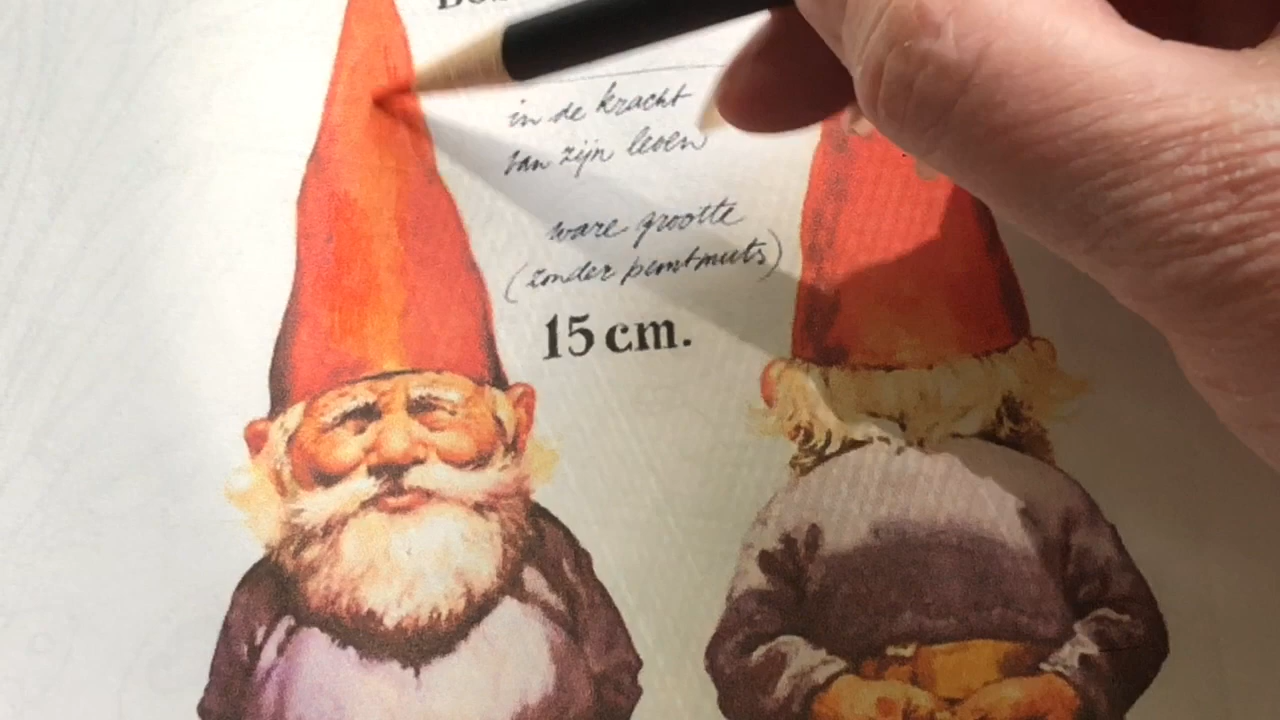 in de kracht
van zijn leven
ware grootte
(zonder puntmuts)
15 cm.